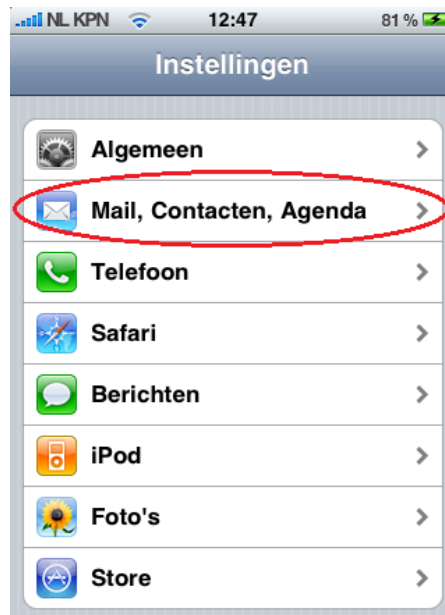 NL KPN 12:47 81 %
Instellingen
Algemeen
Mail, Contacten, Agenda
Telefoon
Safari
Berichten
iPod
Foto's
Store